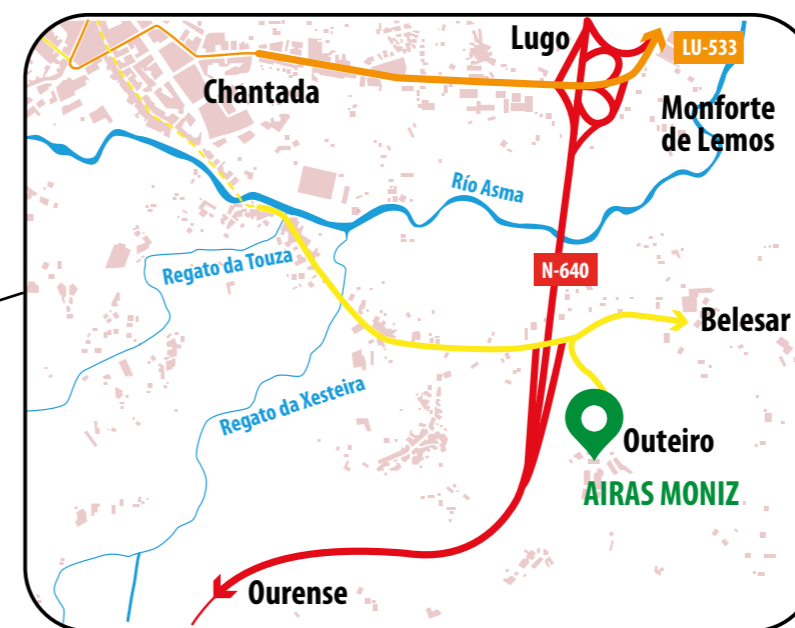 Lugo
LU-533
Chantada
Monforte
de Lemos
Río Asma
Regato da Touza
N-640
Belesar
Regato da Xesteira
Outeiro
AIRAS MONIZ
Ourense